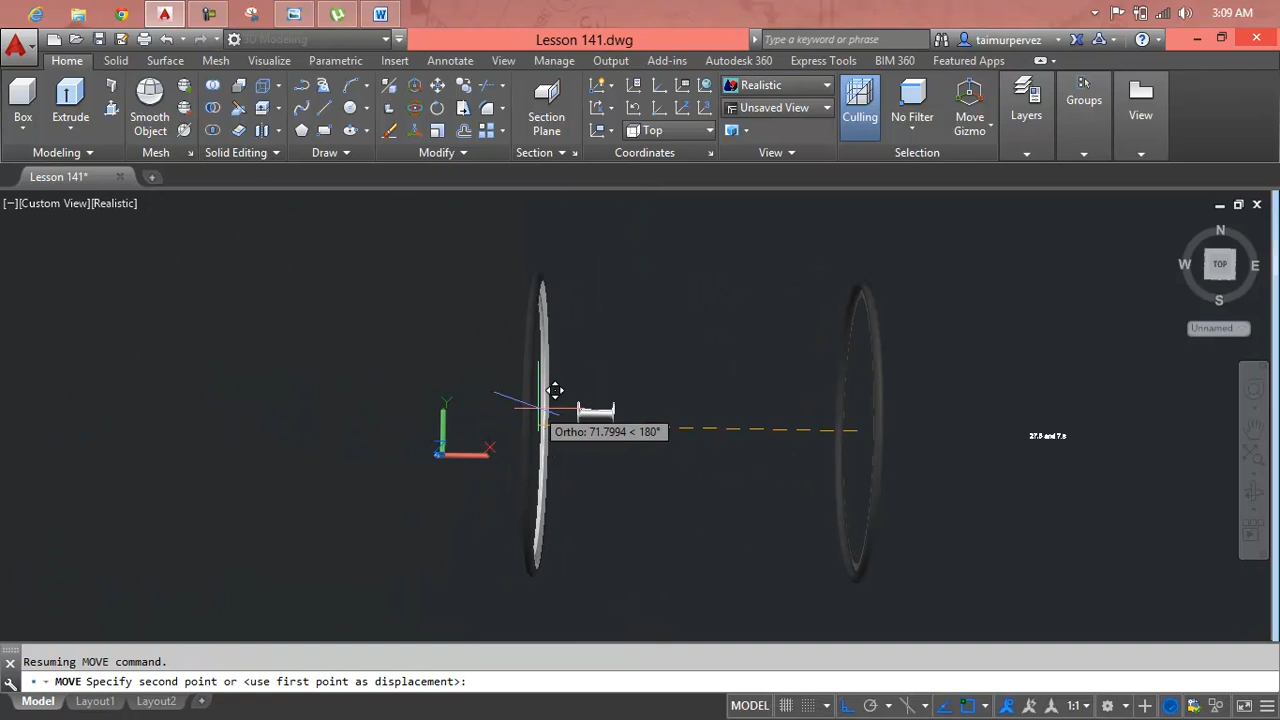 3:09 AM
3D Modeling
Lesson 141.dwg
Type a keyword or phrase
taimurpervez
Home Solid Surface Mesh Visualize Parametric Insert Annotate View Manage Output Add-ins Autodesk 360 Express Tools BIM 360 Featured Apps
Realistic
Unsaved View
Top
Box Extrude Smooth Object Section Plane Culling No Filter Move Gizmo Layers Groups View
Modeling Mesh Solid Editing Draw Modify Section Coordinates View Selection
Lesson 141*
[−][Custom View][Realistic]
N
W TOP E
S
Unnamed
Y
X
Ortho: 71.7994 < 180°
Resuming MOVE command.
MOVE Specify second point or <use first point as displacement>:
Model Layout1 Layout2
MODEL 1:1